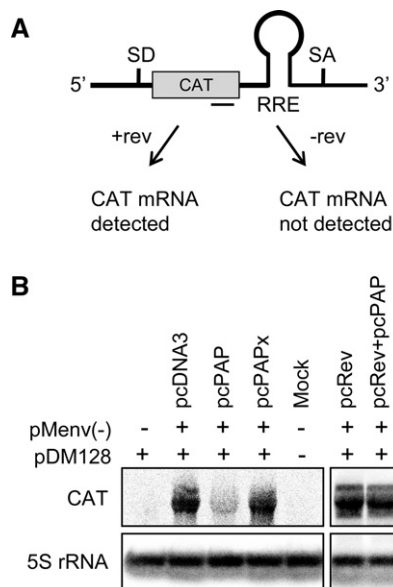 A
SD
SA
5’
CAT
3’
RRE
+rev
-rev
CAT mRNA
detected
CAT mRNA
not detected
B
pcDNA3
pcPAP
pcPAPx
Mock
pcRev
pcRev+pcPAP
pMenv(-) - + + + - + +
pDM128 + + + + - + +
CAT
5S rRNA